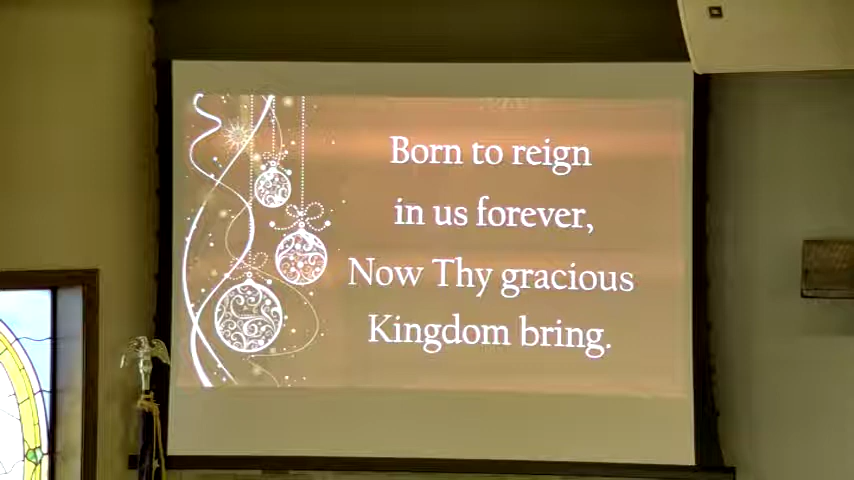 Born to reign
in us forever,
Now Thy gracious
Kingdom bring.